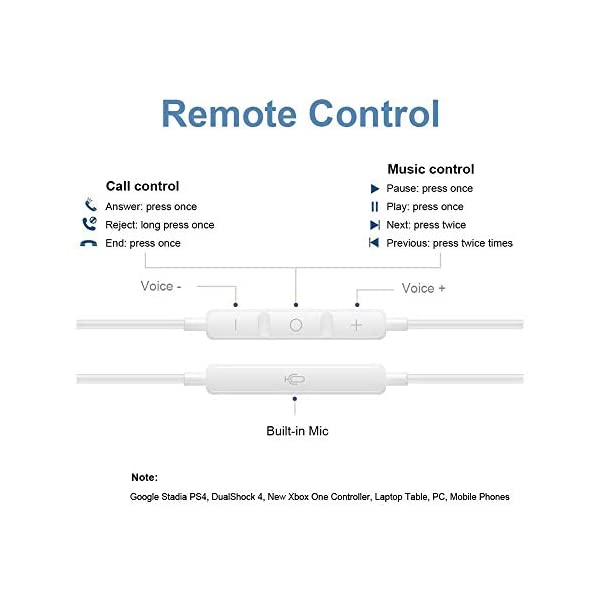 Remote Control
Call control
Answer: press once
Reject: long press once
End: press once
Music control
Pause: press once
Play: press once
Next: press twice
Previous: press twice times
Voice -
Voice +
Built-in Mic
Note:
Google Stadia PS4, DualShock 4, New Xbox One Controller, Laptop Table, PC, Mobile Phones